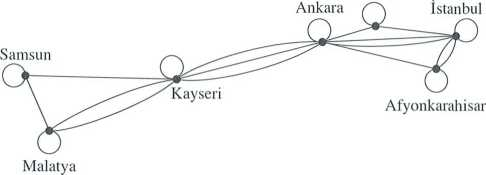 Ankara
İstanbul
Samsun
Kayseri
Afyonkarahisar
Malatya